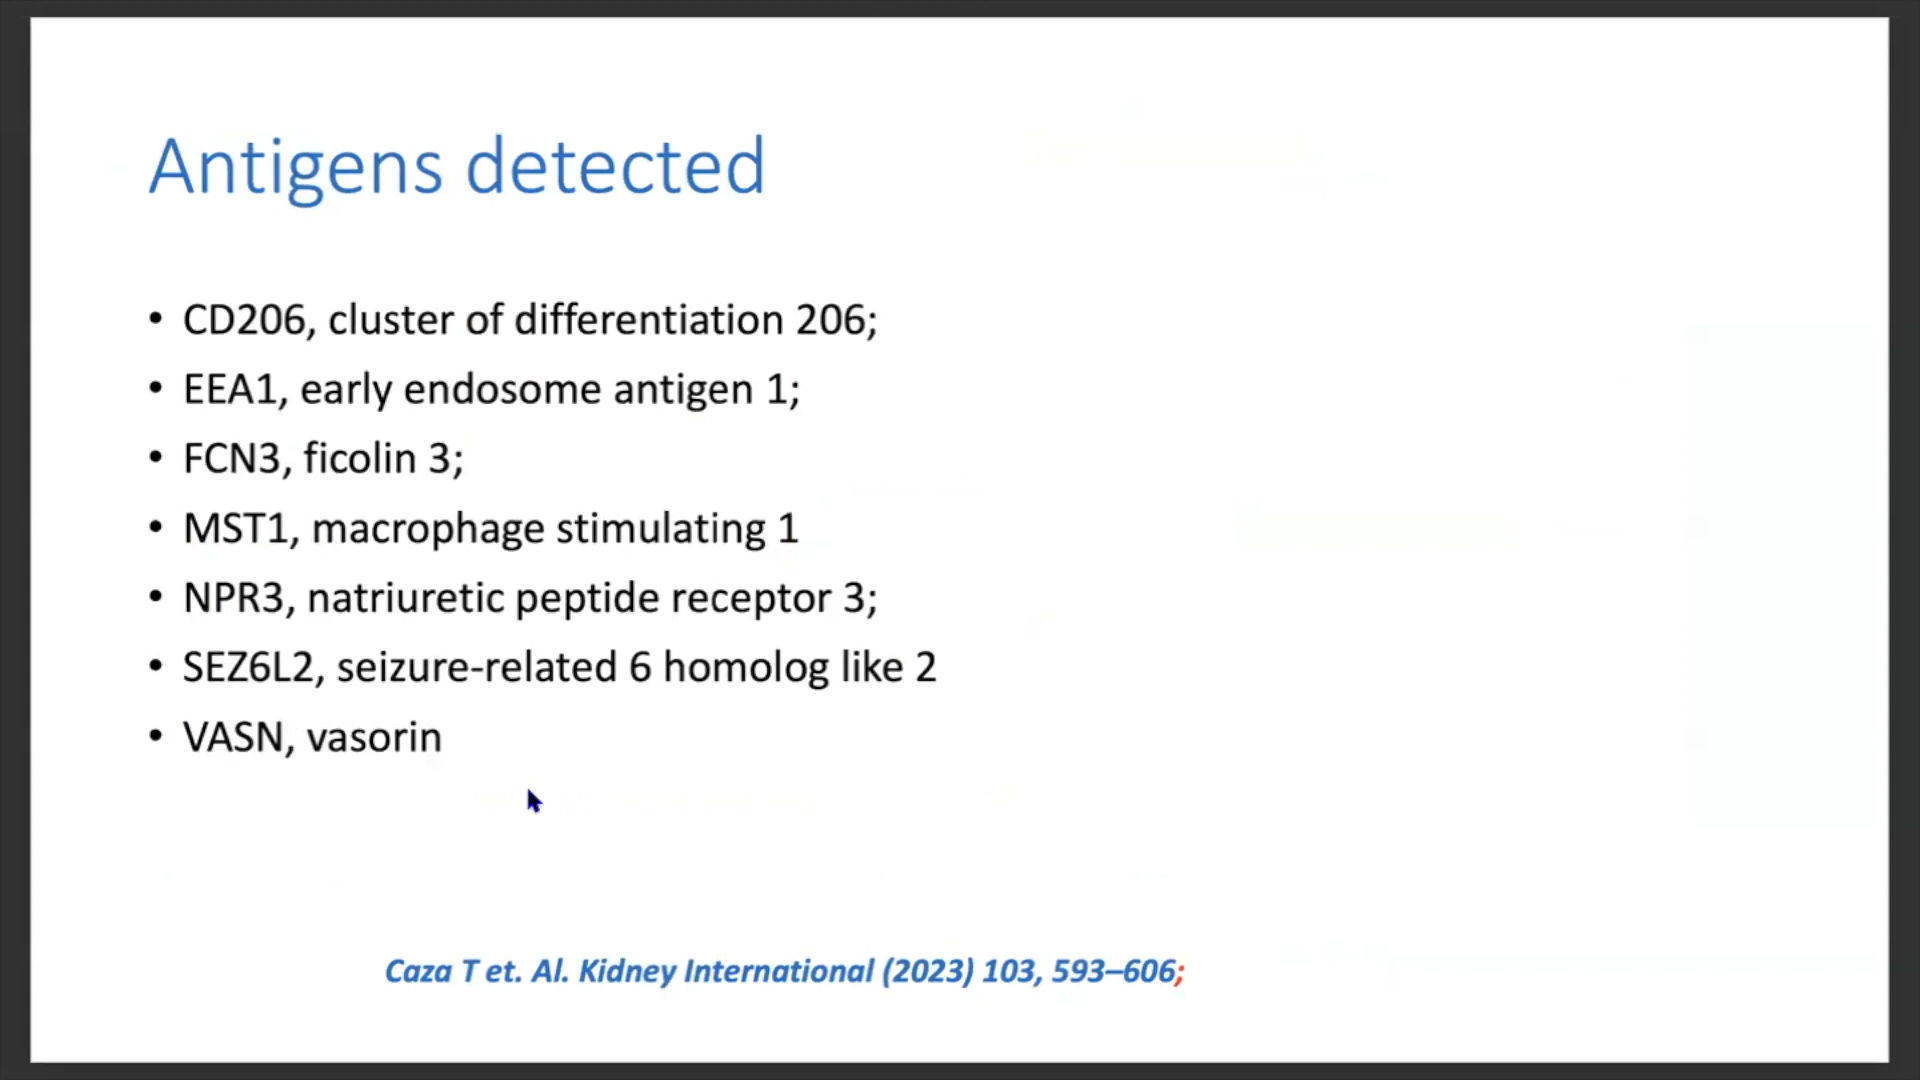 Antigens detected
• CD206, cluster of differentiation 206;
• EEA1, early endosome antigen 1;
• FCN3, ficolin 3;
• MST1, macrophage stimulating 1
• NPR3, natriuretic peptide receptor 3;
• SEZ6L2, seizure-related 6 homolog like 2
• VASN, vasorin
Caza T et. Al. Kidney International (2023) 103, 593–606;